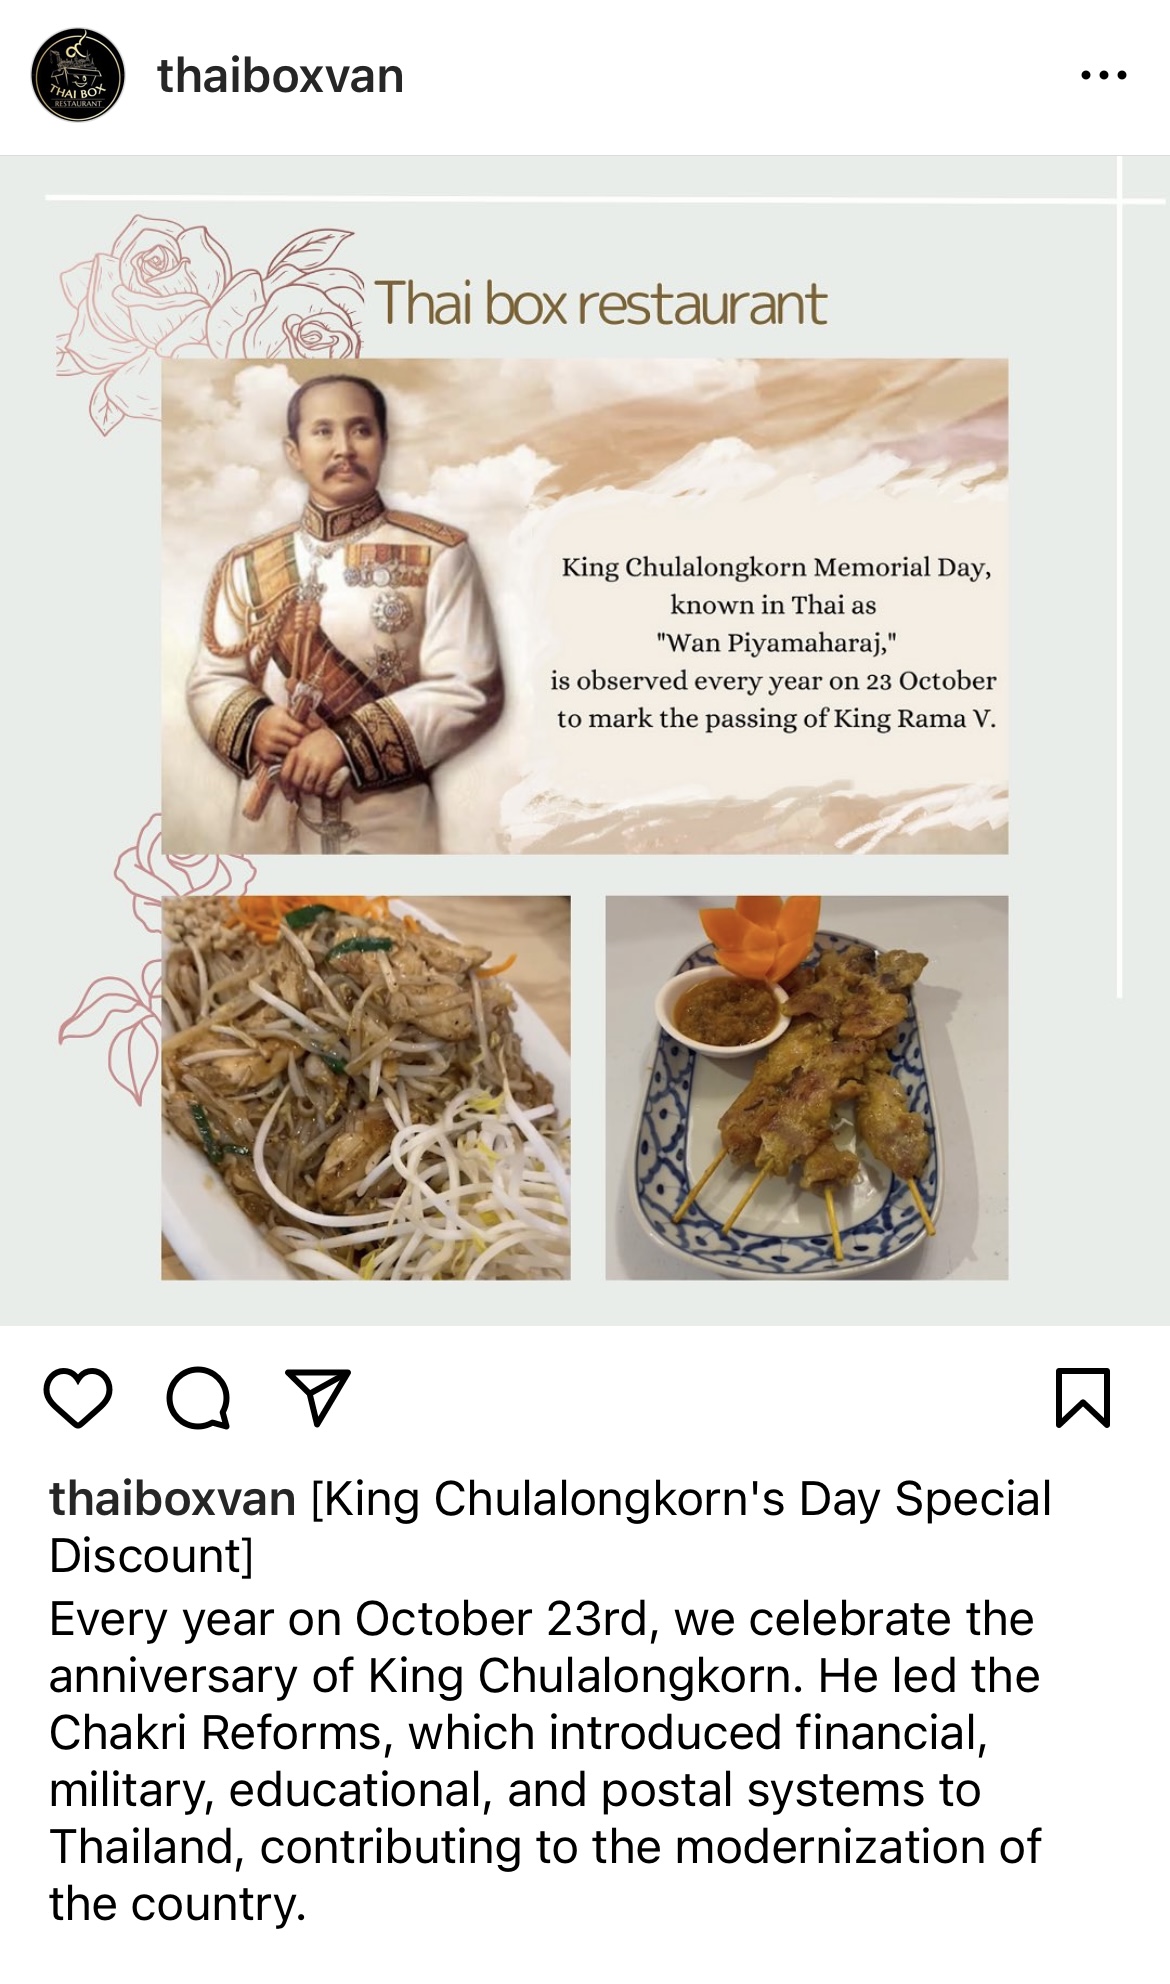 THAI BOX
RESTAURANT
thaiboxvan
Thai box restaurant
King Chulalongkorn Memorial Day,
known in Thai as
"Wan Piyamaharaj,"
is observed every year on 23 October
to mark the passing of King Rama V.
thaiboxvan [King Chulalongkorn's Day Special
Discount]
Every year on October 23rd, we celebrate the
anniversary of King Chulalongkorn. He led the
Chakri Reforms, which introduced financial,
military, educational, and postal systems to
Thailand, contributing to the modernization of
the country.